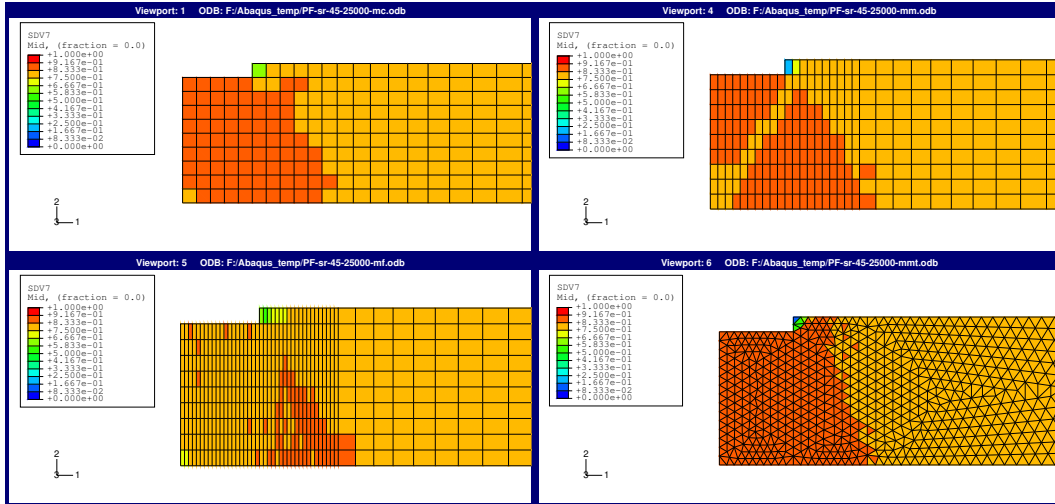 Viewport: 1 ODB: F:/Abaqus_temp/PF-sr-45-25000-mc.odb
SDV7
Mid, (fraction = 0.0)
+1.000e+00
+9.167e-01
+8.333e-01
+7.500e-01
+6.667e-01
+5.833e-01
+5.000e-01
+4.167e-01
+3.333e-01
+2.500e-01
+1.667e-01
+8.333e-02
+0.000e+00
2
3 1
Viewport: 4 ODB: F:/Abaqus_temp/PF-sr-45-25000-mm.odb
SDV7
Mid, (fraction = 0.0)
+1.000e+00
+9.167e-01
+8.333e-01
+7.500e-01
+6.667e-01
+5.833e-01
+5.000e-01
+4.167e-01
+3.333e-01
+2.500e-01
+1.667e-01
+8.333e-02
+0.000e+00
2
3 1
Viewport: 5 ODB: F:/Abaqus_temp/PF-sr-45-25000-mf.odb
SDV7
Mid, (fraction = 0.0)
+1.000e+00
+9.167e-01
+8.333e-01
+7.500e-01
+6.667e-01
+5.833e-01
+5.000e-01
+4.167e-01
+3.333e-01
+2.500e-01
+1.667e-01
+8.333e-02
+0.000e+00
2
3 1
Viewport: 6 ODB: F:/Abaqus_temp/PF-sr-45-25000-mmt.odb
SDV7
Mid, (fraction = 0.0)
+1.000e+00
+9.167e-01
+8.333e-01
+7.500e-01
+6.667e-01
+5.833e-01
+5.000e-01
+4.167e-01
+3.333e-01
+2.500e-01
+1.667e-01
+8.333e-02
+0.000e+00
2
3 1